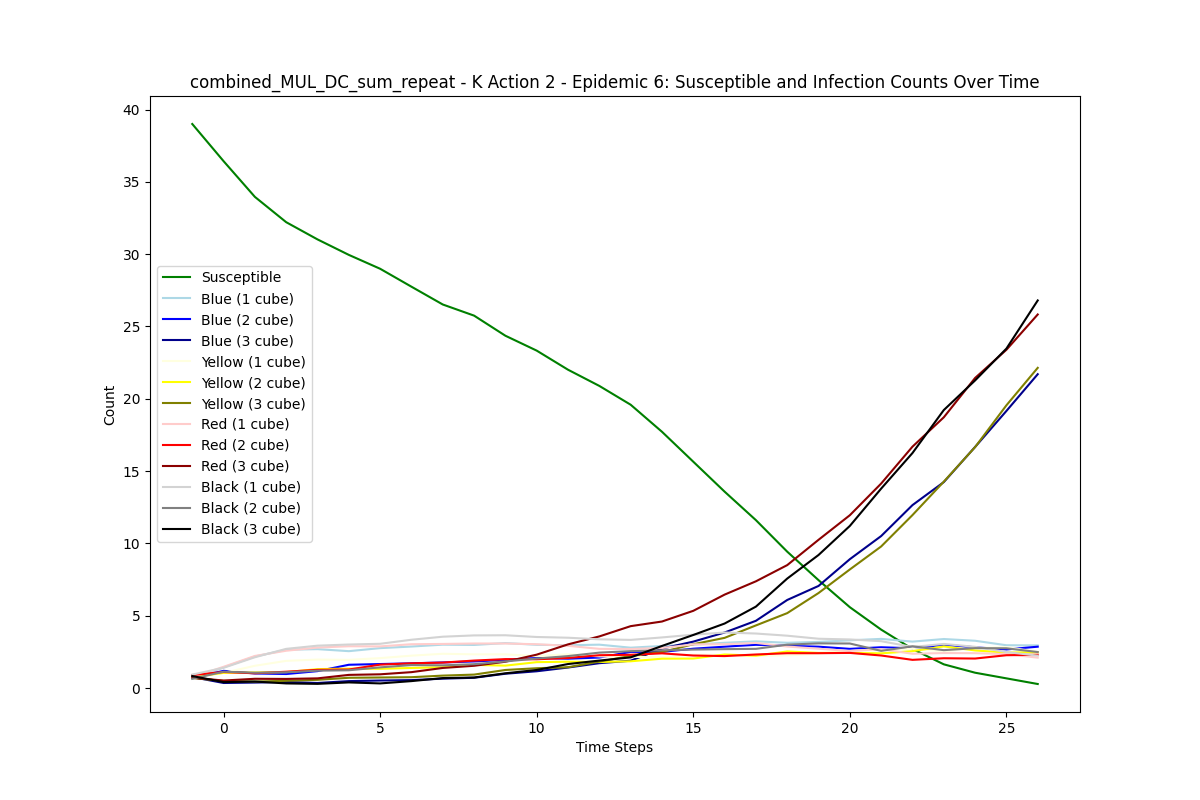 combined_MUL_DC_sum_repeat - K Action 2 - Epidemic 6: Susceptible and Infection Counts Over Time
40
35
30
25
20
15
10
5
0
Count
Susceptible
Blue (1 cube)
Blue (2 cube)
Blue (3 cube)
Yellow (1 cube)
Yellow (2 cube)
Yellow (3 cube)
Red (1 cube)
Red (2 cube)
Red (3 cube)
Black (1 cube)
Black (2 cube)
Black (3 cube)
0 5 10 15 20 25
Time Steps